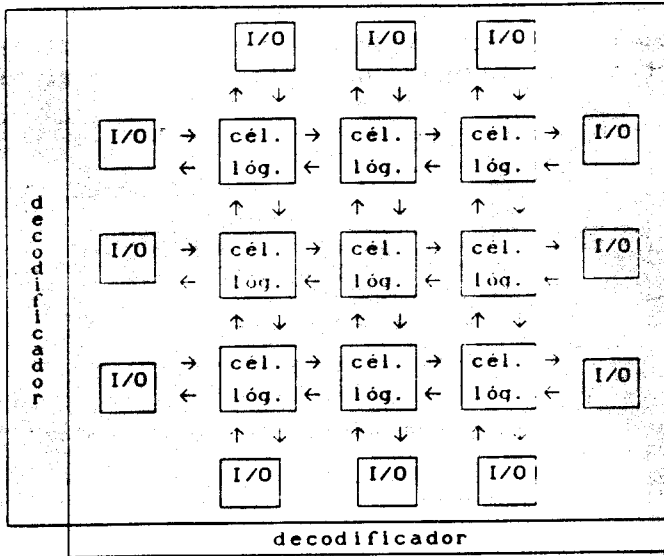 I/O I/O I/O
↑ ↓ ↑ ↓ ↑ ↓
I/O → cél. → cél. → cél. → I/O
← lóg. ← lóg. ← lóg. ←
↑ ↓ ↑ ↓ ↑ ↓
I/O → cél. → cél. → cél. → I/O
← lóg. ← lóg. ← lóg. ←
↑ ↓ ↑ ↓ ↑ ↓
I/O → cél. → cél. → cél. → I/O
← lóg. ← lóg. ← lóg. ←
↑ ↓ ↑ ↓ ↑ ↓
I/O I/O I/O
decodificador
decodificador